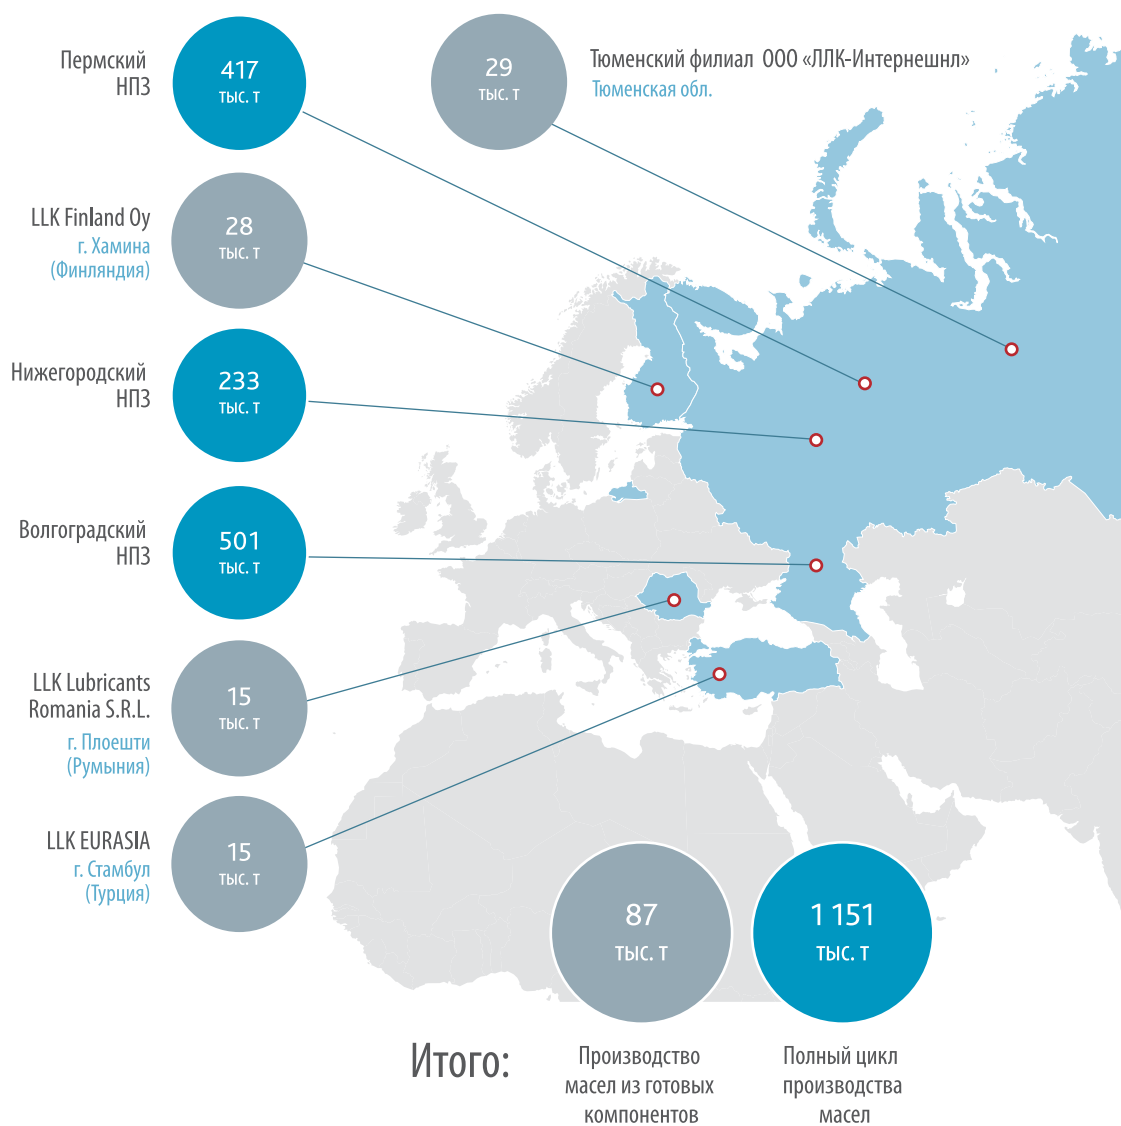 Пермский
НПЗ
417
тыс. т
29
тыс. т
Тюменский филиал ООО «ЛЛК-Интернешнл»
Тюменская обл.
LLK Finland Oy
г. Хамина
(Финляндия)
28
тыс. т
Нижегородский
НПЗ
233
тыс. т
Волгоградский
НПЗ
501
тыс. т
LLK Lubricants
Romania S.R.L.
г. Плоешти
(Румыния)
15
тыс. т
LLK EURASIA
г. Стамбул
(Турция)
15
тыс. т
87
тыс. т
1 151
тыс. т
Итого:
Производство
масел из готовых
компонентов
Полный цикл
производства
масел